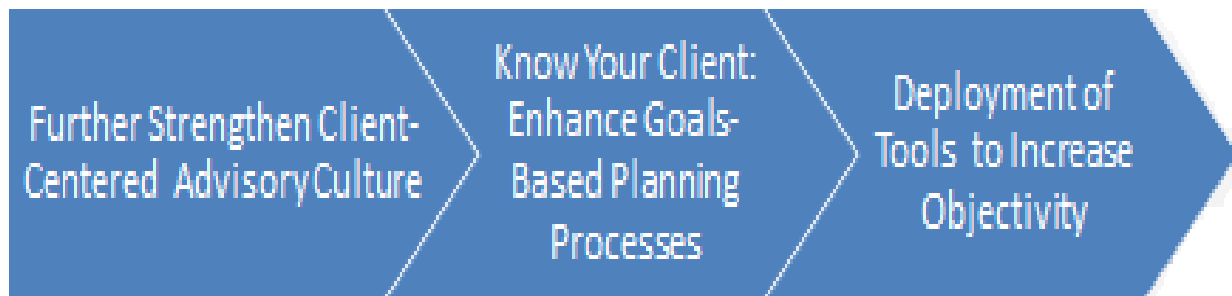 Further Strengthen Client-
Centered Advisory Culture
Know Your Client:
Enhance Goals-
Based Planning
Processes
Deployment of
Tools to Increase
Objectivity